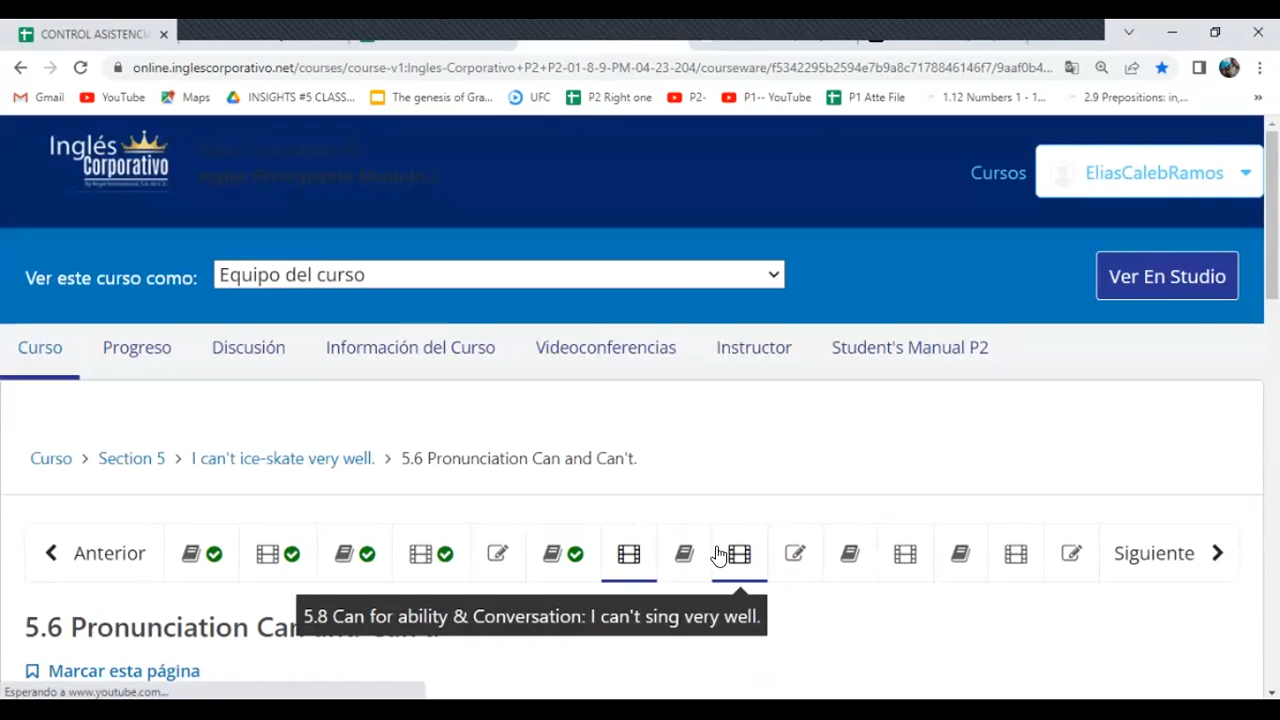 CONTROL ASISTENCI
online.inglescorporativo.net/courses/course-v1:Ingles-Corporativo+P2+P2-01-8-9-PM-04-23-204/courseware/f5342295b2594e7b9a8c7178846146f7/9aaf0b4...
Gmail YouTube Maps INSIGHTS #5 CLASS... The genesis of Gra... UFC P2 Right one P2- P1-- YouTube P1 Atte File 1.12 Numbers 1 - 1... 2.9 Prepositions: in,... »
Inglés
Corporativo
Cursos EliasCalebRamos
Ver este curso como: Equipo del curso Ver En Studio
Curso Progreso Discusión Información del Curso Videoconferencias Instructor Student's Manual P2
Curso > Section 5 > I can't ice-skate very well. > 5.6 Pronunciation Can and Can't.
Anterior Siguiente
5.8 Can for ability & Conversation: I can't sing very well.
5.6 Pronunciation Can
Marcar esta página
Esperando a www.youtube.com...